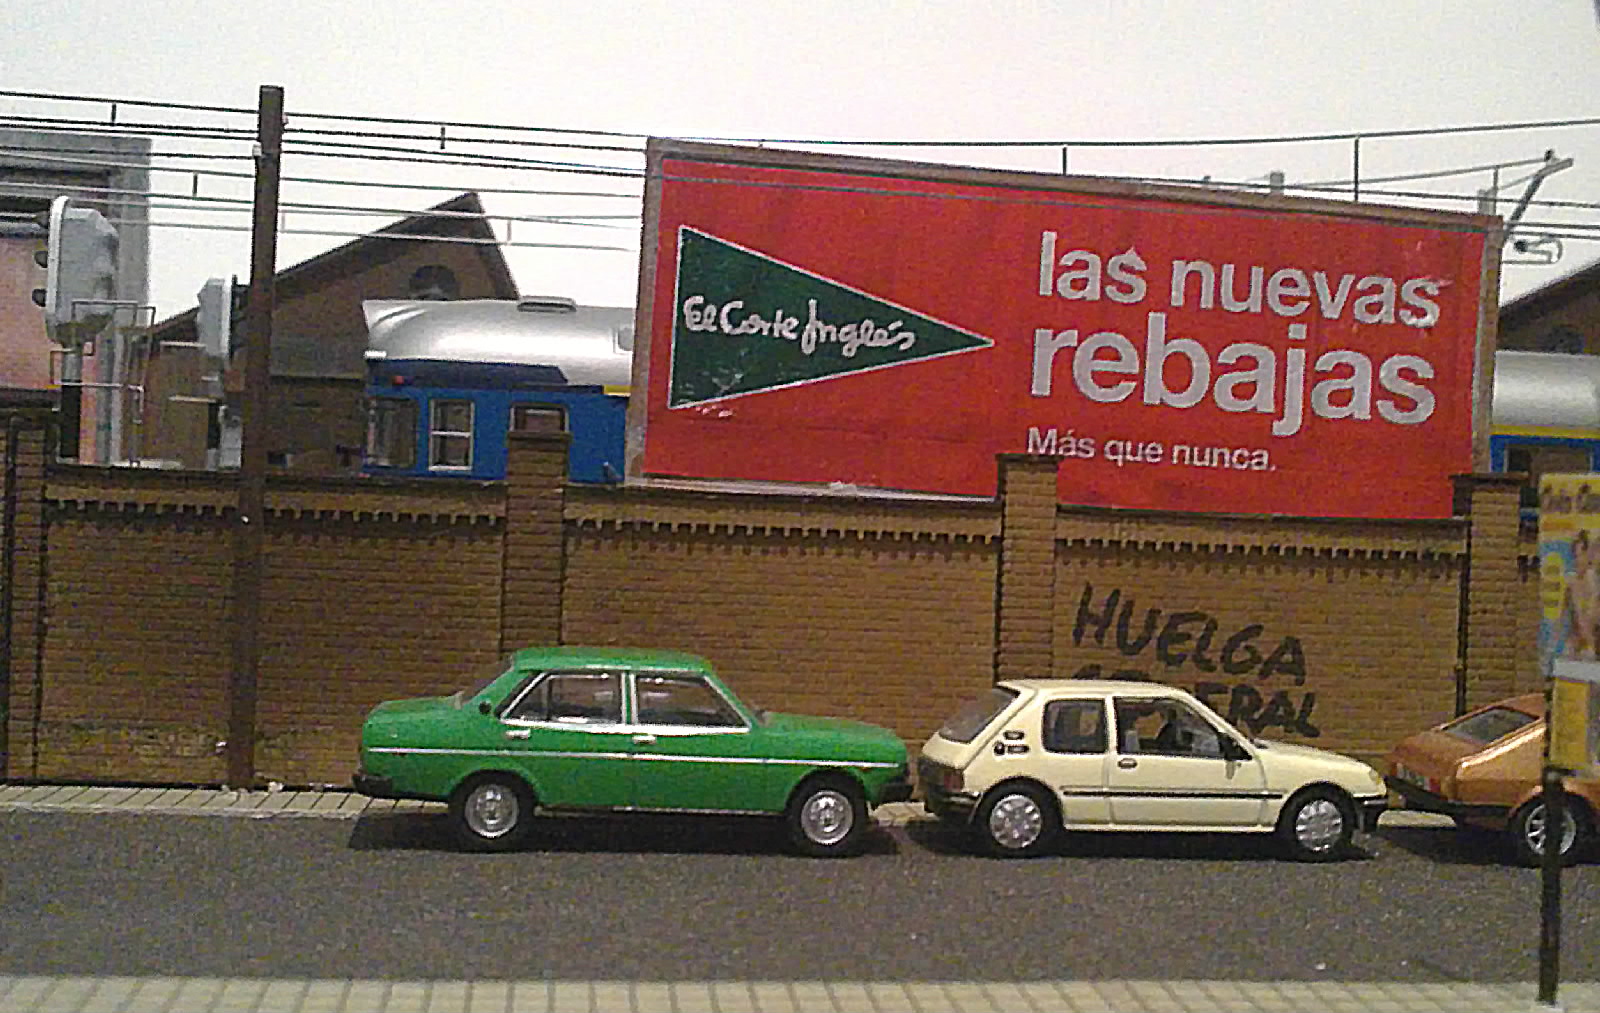 El Corte Inglés
las nuevas
rebajas
Más que nunca.
HUELGA